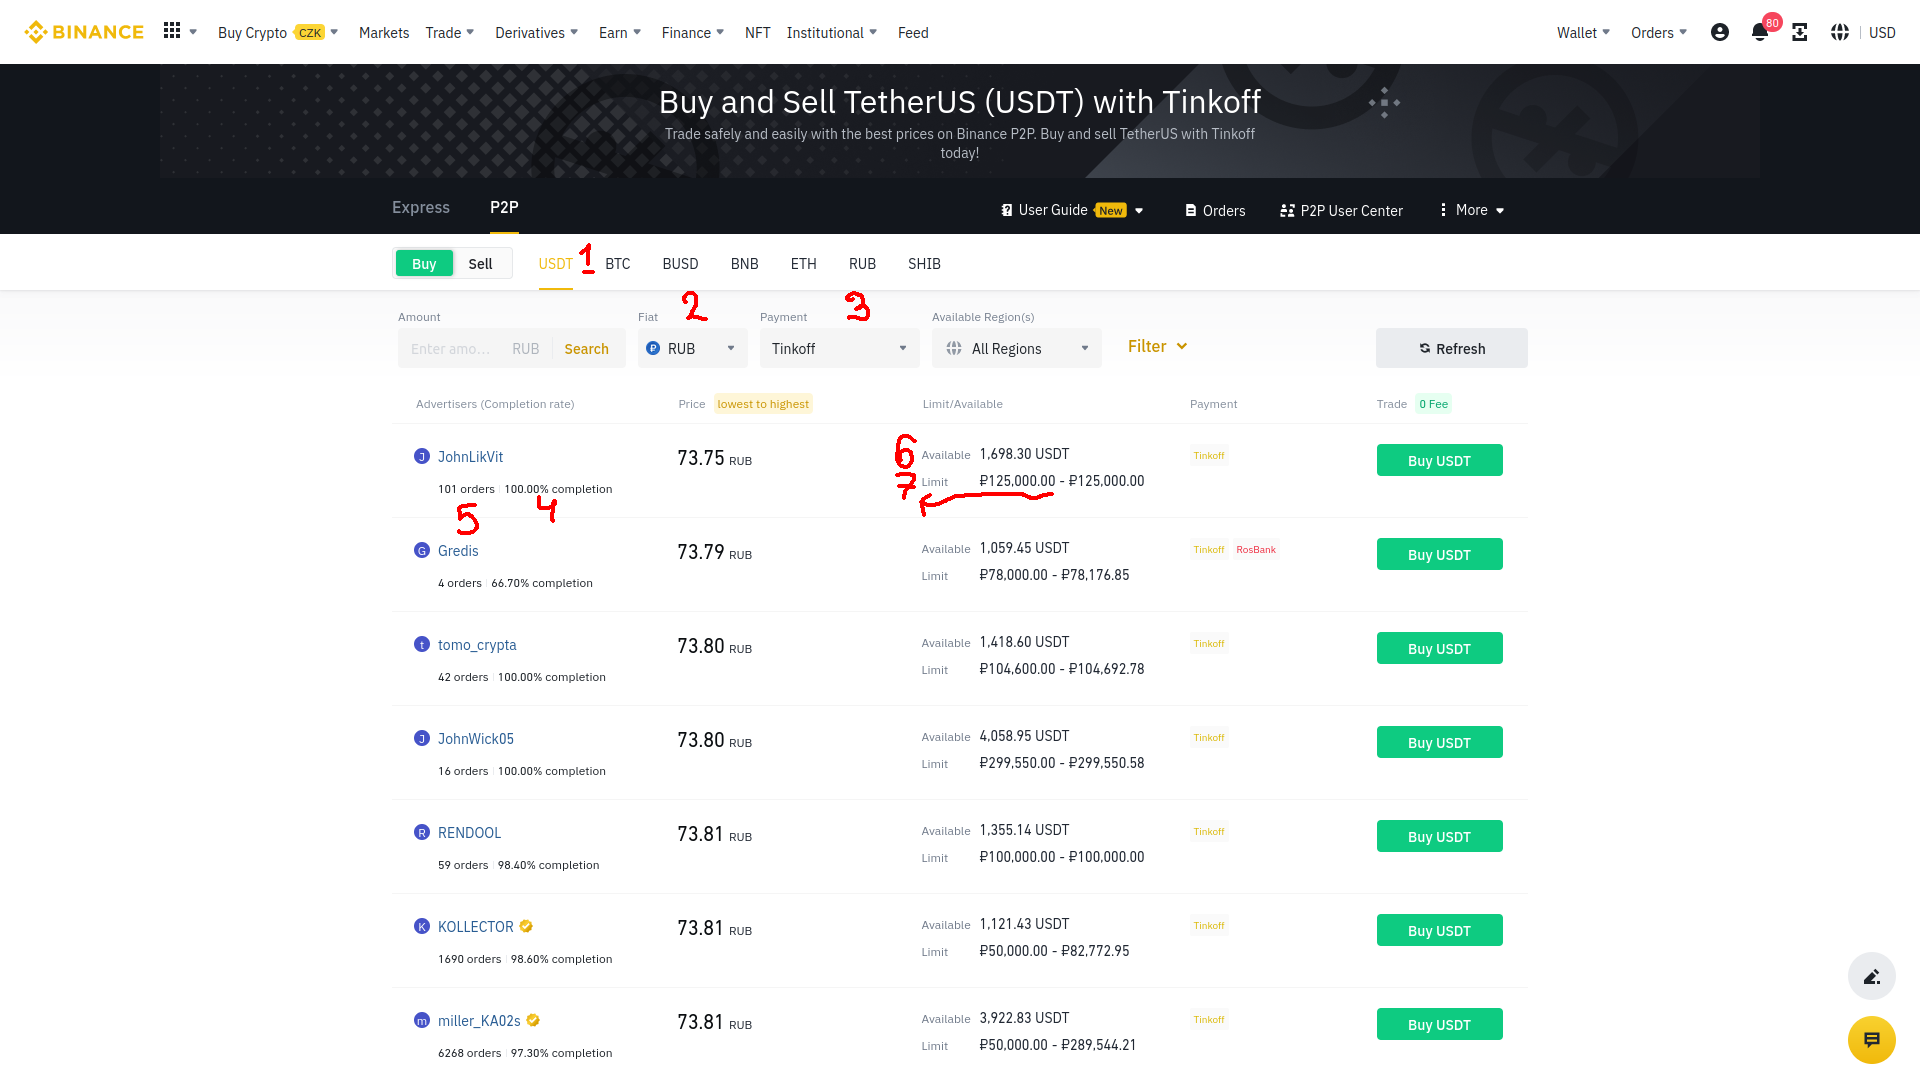 BINANCE Buy Crypto CZK Markets Trade Derivatives Earn Finance NFT Institutional Feed Wallet Orders 80 USD
Buy and Sell TetherUS (USDT) with Tinkoff
Trade safely and easily with the best prices on Binance P2P. Buy and sell TetherUS with Tinkoff
today!
Express P2P User Guide New Orders P2P User Center More
Buy Sell USDT 1 BTC BUSD BNB ETH RUB SHIB
Amount Fiat 2 Payment 3 Available Region(s)
Enter amo... RUB Search RUB Tinkoff All Regions Filter Refresh
Advertisers (Completion rate) Price lowest to highest Limit/Available Payment Trade 0 Fee
J JohnLikVit 73.75 RUB 6 Available 1,698.30 USDT Tinkoff Buy USDT
101 orders 100.00% completion 7 Limit ₽125,000.00 - ₽125,000.00
5 4
G Gredis 73.79 RUB Available 1,059.45 USDT Tinkoff RosBank Buy USDT
4 orders 66.70% completion Limit ₽78,000.00 - ₽78,176.85
t tomo_crypta 73.80 RUB Available 1,418.60 USDT Tinkoff Buy USDT
42 orders 100.00% completion Limit ₽104,600.00 - ₽104,692.78
J JohnWick05 73.80 RUB Available 4,058.95 USDT Tinkoff Buy USDT
16 orders 100.00% completion Limit ₽299,550.00 - ₽299,550.58
R RENDOOL 73.81 RUB Available 1,355.14 USDT Tinkoff Buy USDT
59 orders 98.40% completion Limit ₽100,000.00 - ₽100,000.00
K KOLLECTOR 73.81 RUB Available 1,121.43 USDT Tinkoff Buy USDT
1690 orders 98.60% completion Limit ₽50,000.00 - ₽82,772.95
m miller_KA02s 73.81 RUB Available 3,922.83 USDT Tinkoff Buy USDT
6268 orders 97.30% completion Limit ₽50,000.00 - ₽289,544.21